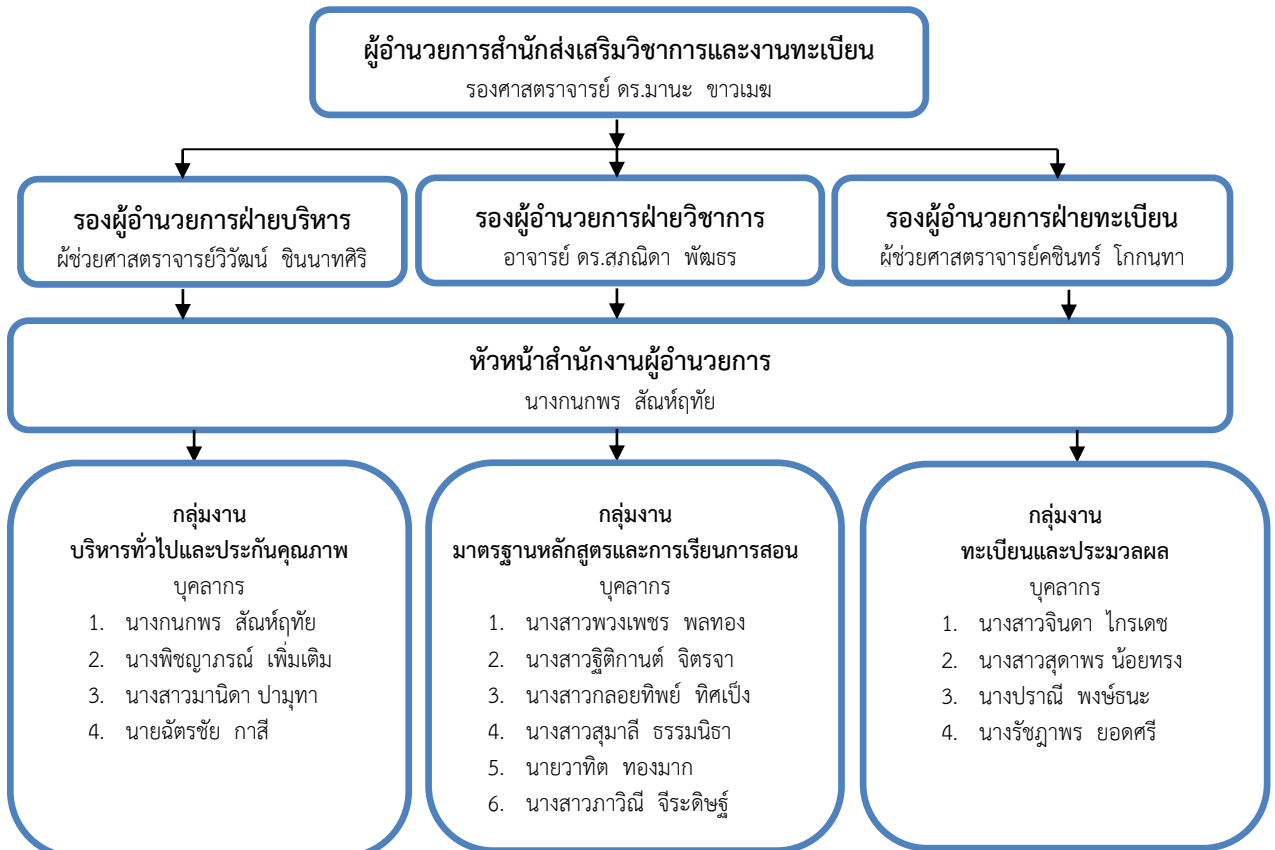 ผู้อำนวยการสำนักส่งเสริมวิชาการและงานทะเบียน
รองศาสตราจารย์ ดร.มานะ ขาวเมฆ
รองผู้อำนวยการฝ่ายบริหาร
ผู้ช่วยศาสตราจารย์วิวัฒน์ ชินนาทศิริ
รองผู้อำนวยการฝ่ายวิชาการ
อาจารย์ ดร.สุภณิดา พัฒธร
รองผู้อำนวยการฝ่ายทะเบียน
ผู้ช่วยศาสตราจารย์คชินทร์ โกกนุทา
หัวหน้าสำนักงานผู้อำนวยการ
นางกนกพร สัณห์ฤทัย
กลุ่มงาน
บริหารทั่วไปและประกันคุณภาพ
บุคลากร
1. นางกนกพร สัณห์ฤทัย
2. นางพิชญาภรณ์ เพิ่มเติม
3. นางสาวมานิดา ปามุทา
4. นายฉัตรชัย กาสี
กลุ่มงาน
มาตรฐานหลักสูตรและการเรียนการสอน
บุคลากร
1. นางสาวพวงเพชร พลทอง
2. นางสาวฐิติกานต์ จิตรจา
3. นางสาวกลอยทิพย์ ทิศเป็ง
4. นางสาวสุมาลี ธรรมนิธา
5. นายวาทิต ทองมาก
6. นางสาวภาวิณี จีระดิษฐ์
กลุ่มงาน
ทะเบียนและประมวลผล
บุคลากร
1. นางสาวจินดา ไกรเดช
2. นางสาวสุดาพร น้อยทรง
3. นางปราณี พงษ์ธนะ
4. นางรัชฎาพร ยอดศรี